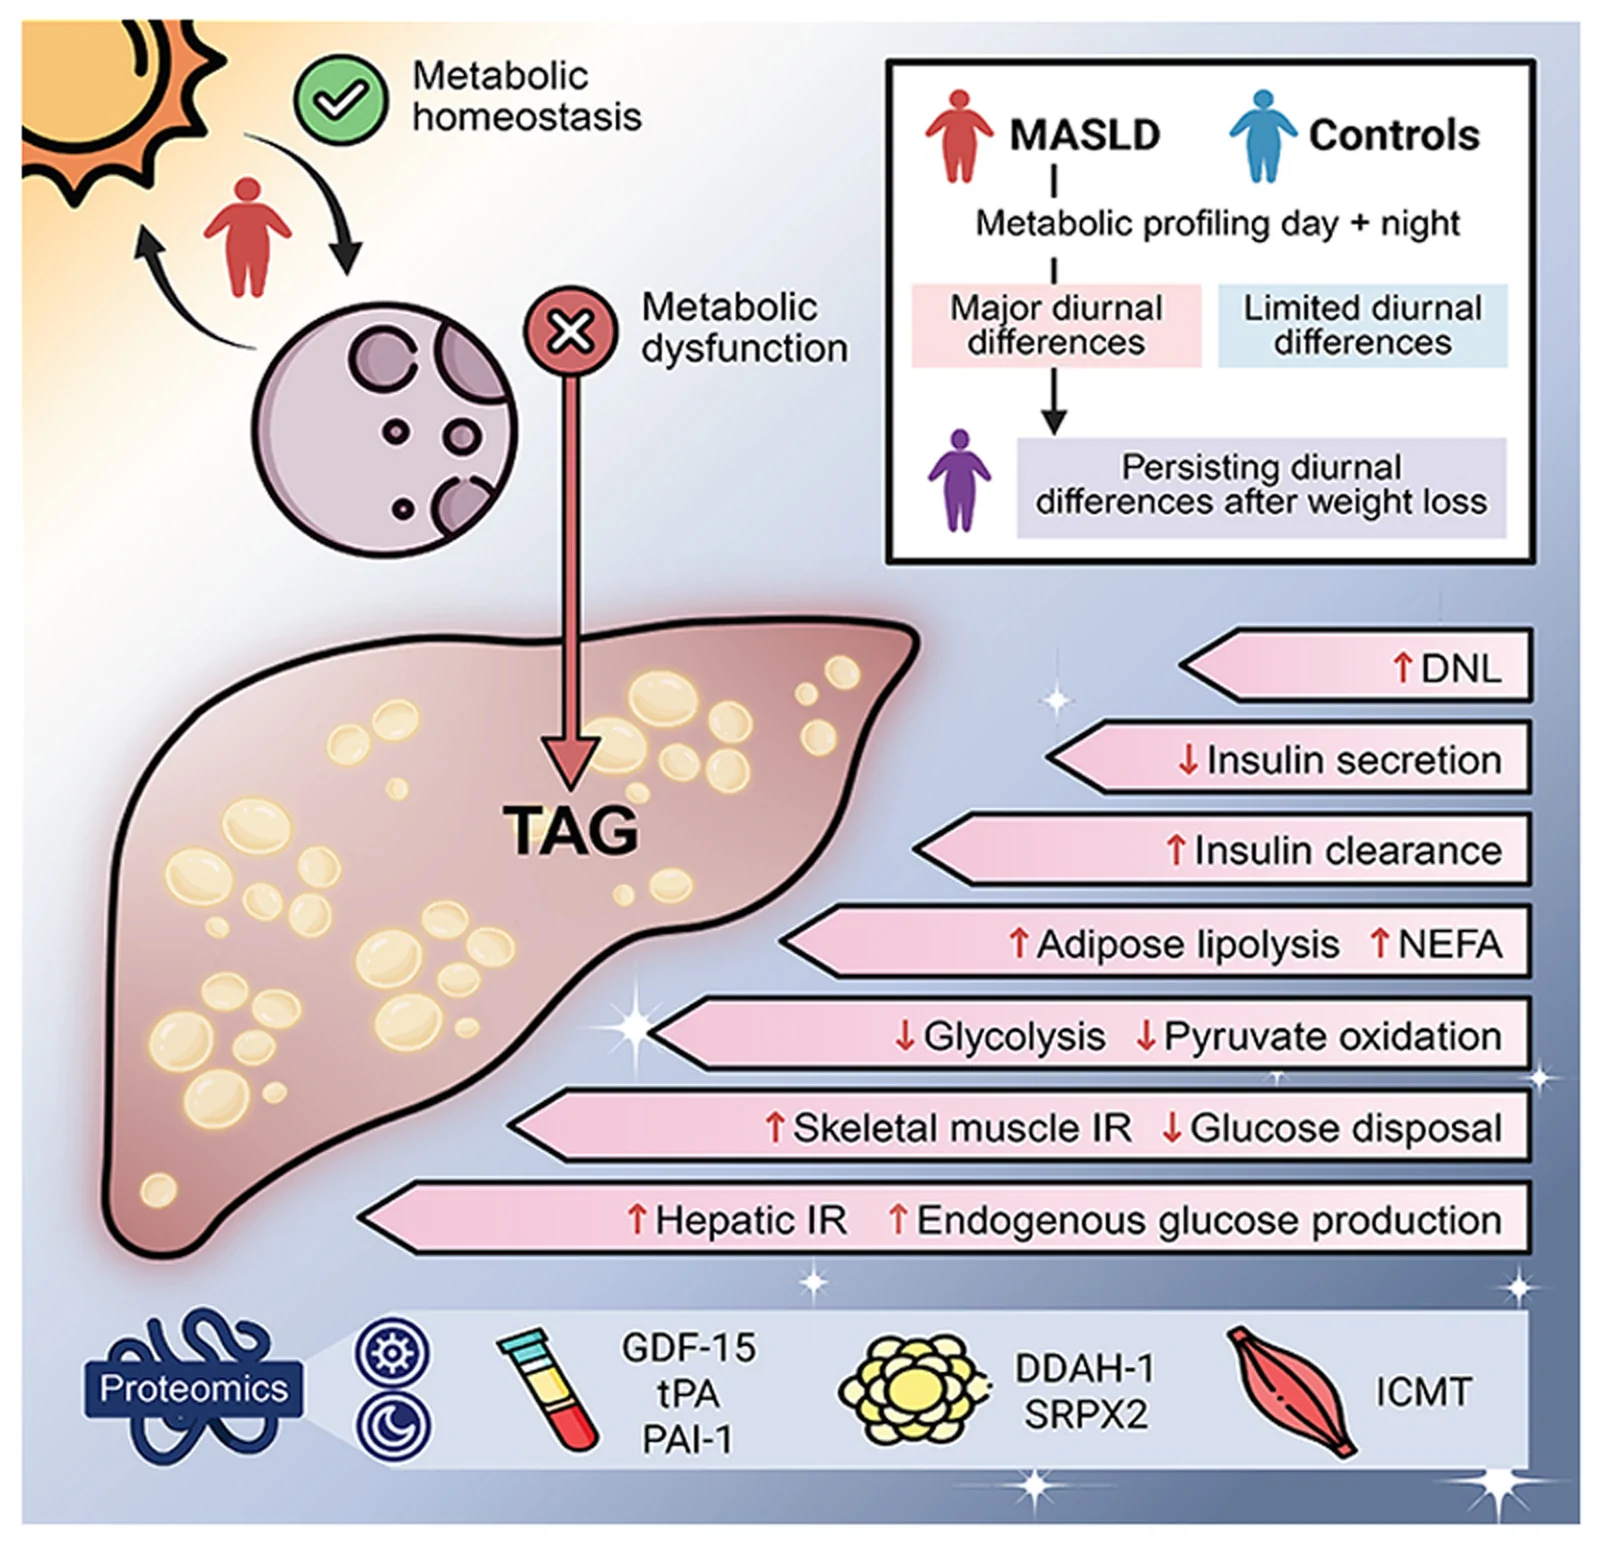 Metabolic
homeostasis
Metabolic
dysfunction
MASLD
Controls
Metabolic profiling day + night
Major diurnal
differences
Limited diurnal
differences
Persisting diurnal
differences after weight loss
TAG
↑ DNL
↓ Insulin secretion
↑ Insulin clearance
↑ Adipose lipolysis ↑ NEFA
↓ Glycolysis ↓ Pyruvate oxidation
↑ Skeletal muscle IR ↓ Glucose disposal
↑ Hepatic IR ↑ Endogenous glucose production
Proteomics
GDF-15
tPA
PAI-1
DDAH-1
SRPX2
ICMT